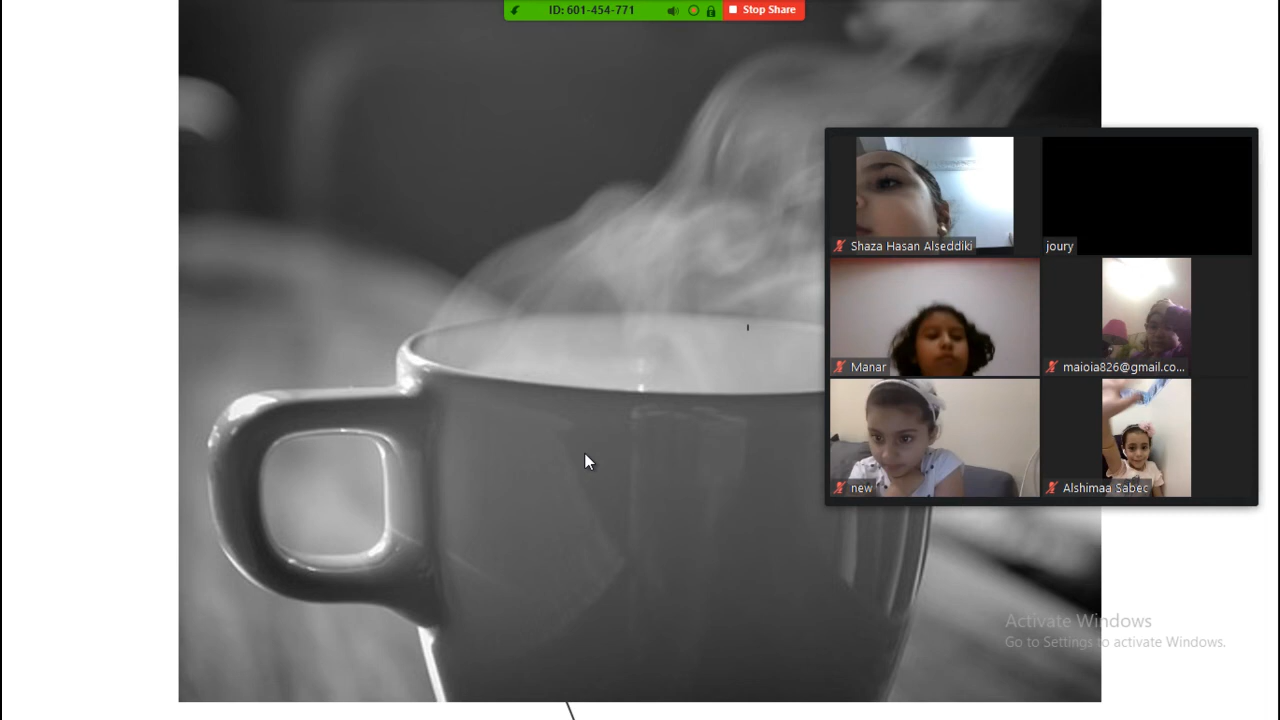 ID: 601-454-771
Stop Share
Shaza Hasan Alseddiki
joury
Manar
maioia826@gmail.co...
new
Alshimaa Sabec
Activate Windows
Go to Settings to activate Windows.